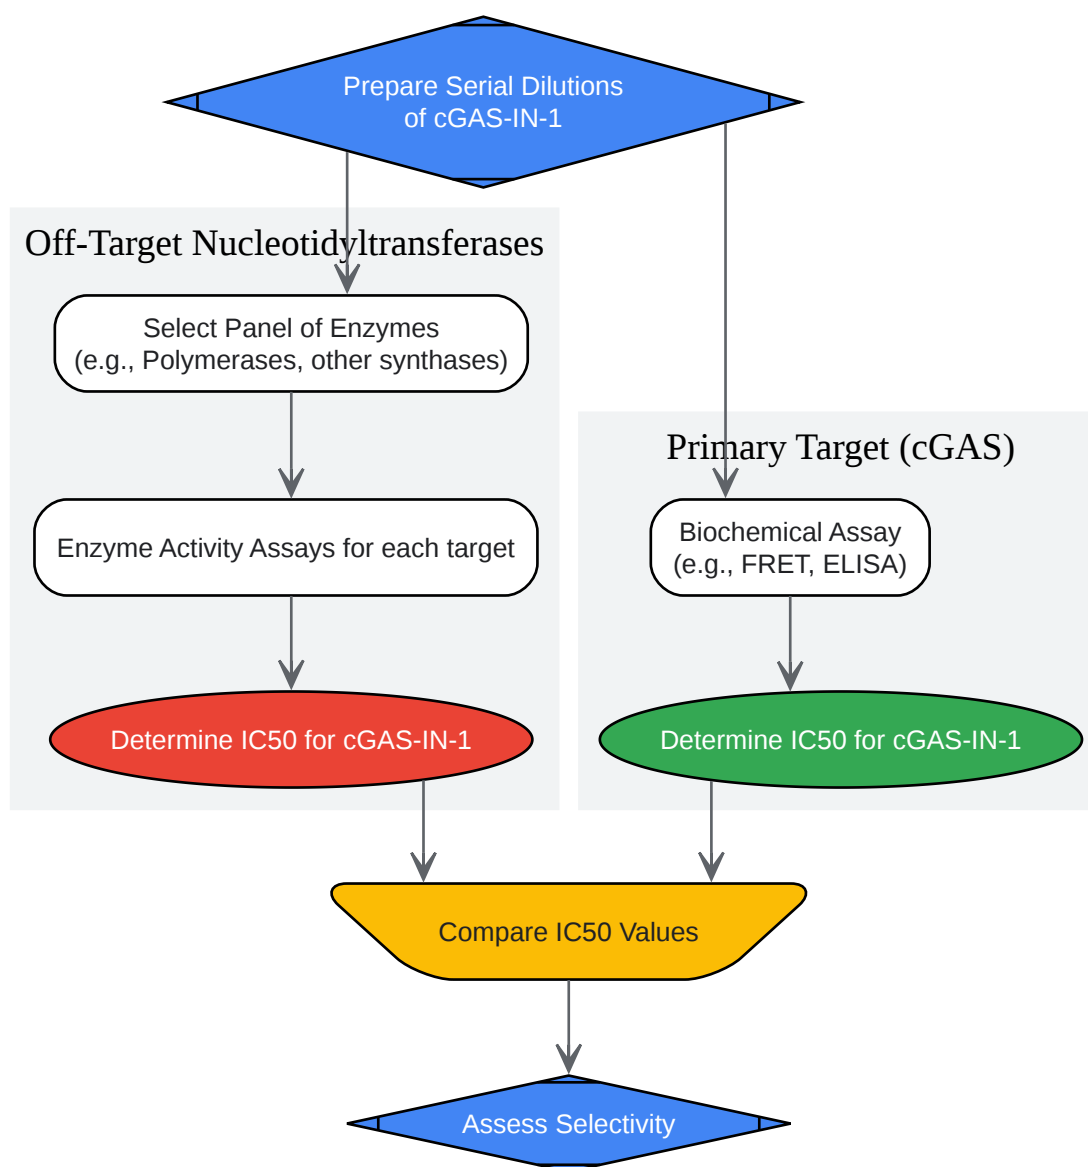 Prepare Serial Dilutions
of cGAS-IN-1
Off-Target Nucleotidyltransferases
Select Panel of Enzymes
(e.g., Polymerases, other synthases)
Enzyme Activity Assays for each target
Determine IC50 for cGAS-IN-1
Primary Target (cGAS)
Biochemical Assay
(e.g., FRET, ELISA)
Determine IC50 for cGAS-IN-1
Compare IC50 Values
Assess Selectivity